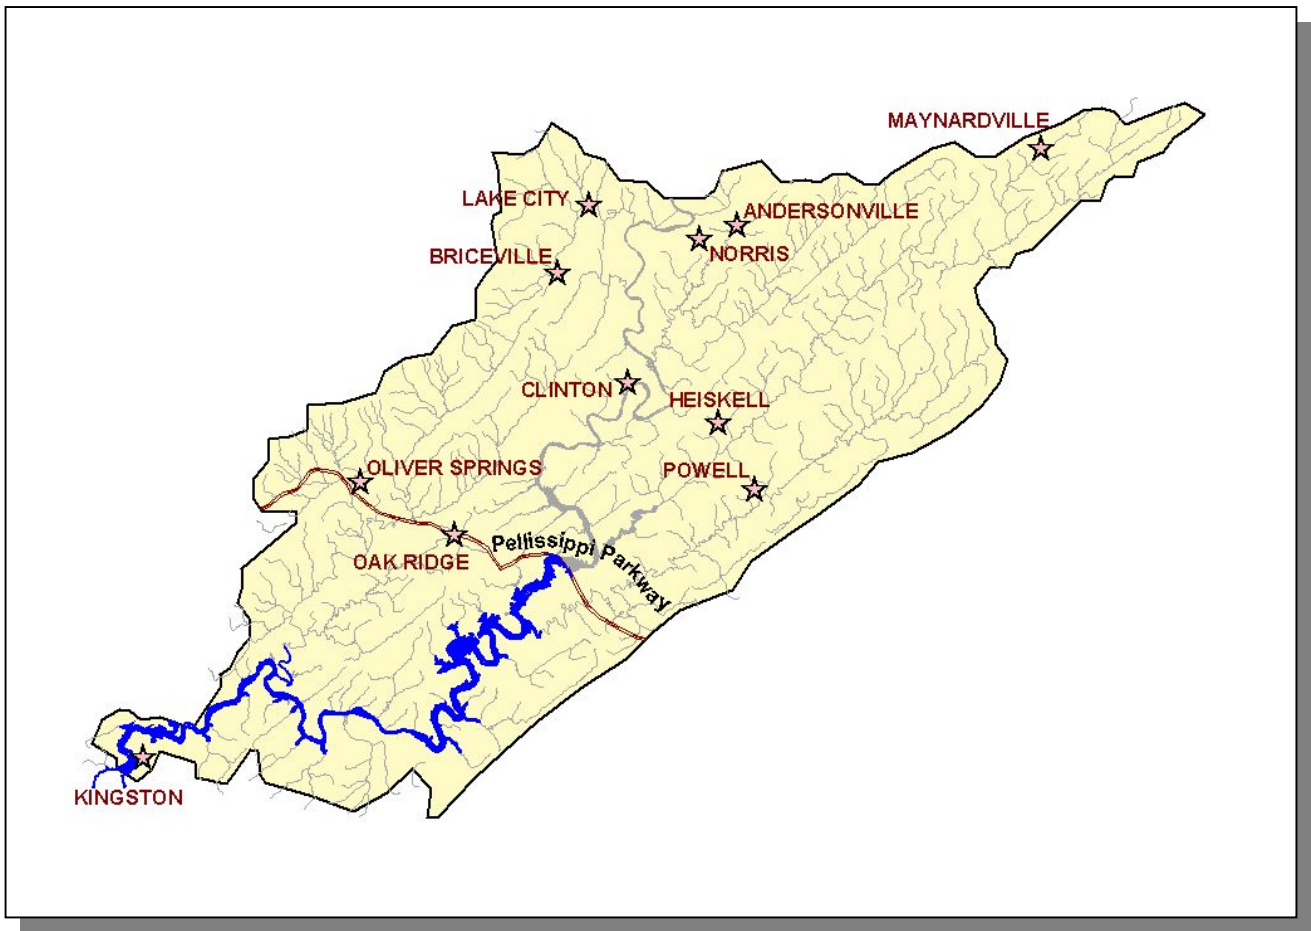 MAYNARDVILLE
LAKE CITY
ANDERSONVILLE
NORRIS
BRICEVILLE
CLINTON
HEISKELL
OLIVER SPRINGS
POWELL
OAK RIDGE
Pellissippi Parkway
KINGSTON